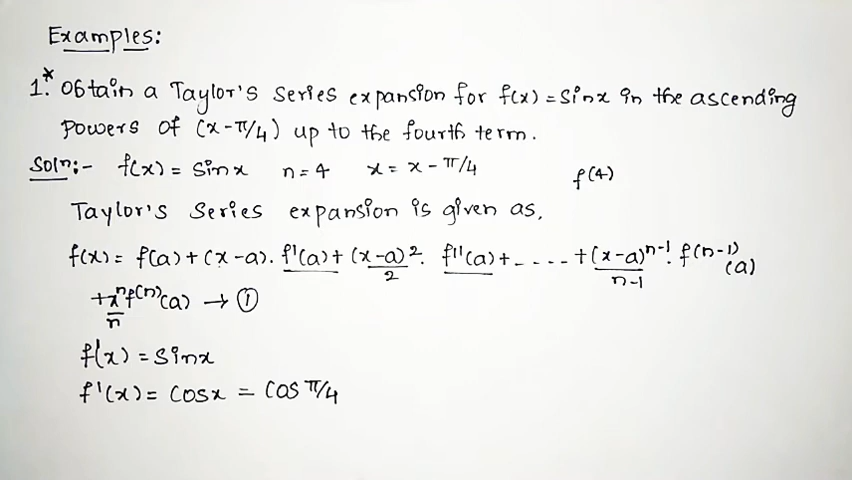 Examples:
1.* Obtain a Taylor's series expansion for f(x) = sinx in the ascending
powers of (x-π/4) up to the fourth term.
Soln:- f(x) = sinx n=4 x = x - π/4 f(4)
Taylor's series expansion is given as,
f(x) = f(a) + (x-a). f'(a) + (x-a)²/2. f''(a) + - - - - + (x-a)ⁿ⁻¹/n-1. f(n-1)(a)
+ xⁿ/n f(n)(a) → ①
f(x) = sinx
f'(x) = cosx = cos π/4